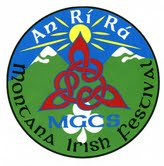 An Rí Rá
MGCS
Montana Irish Festival